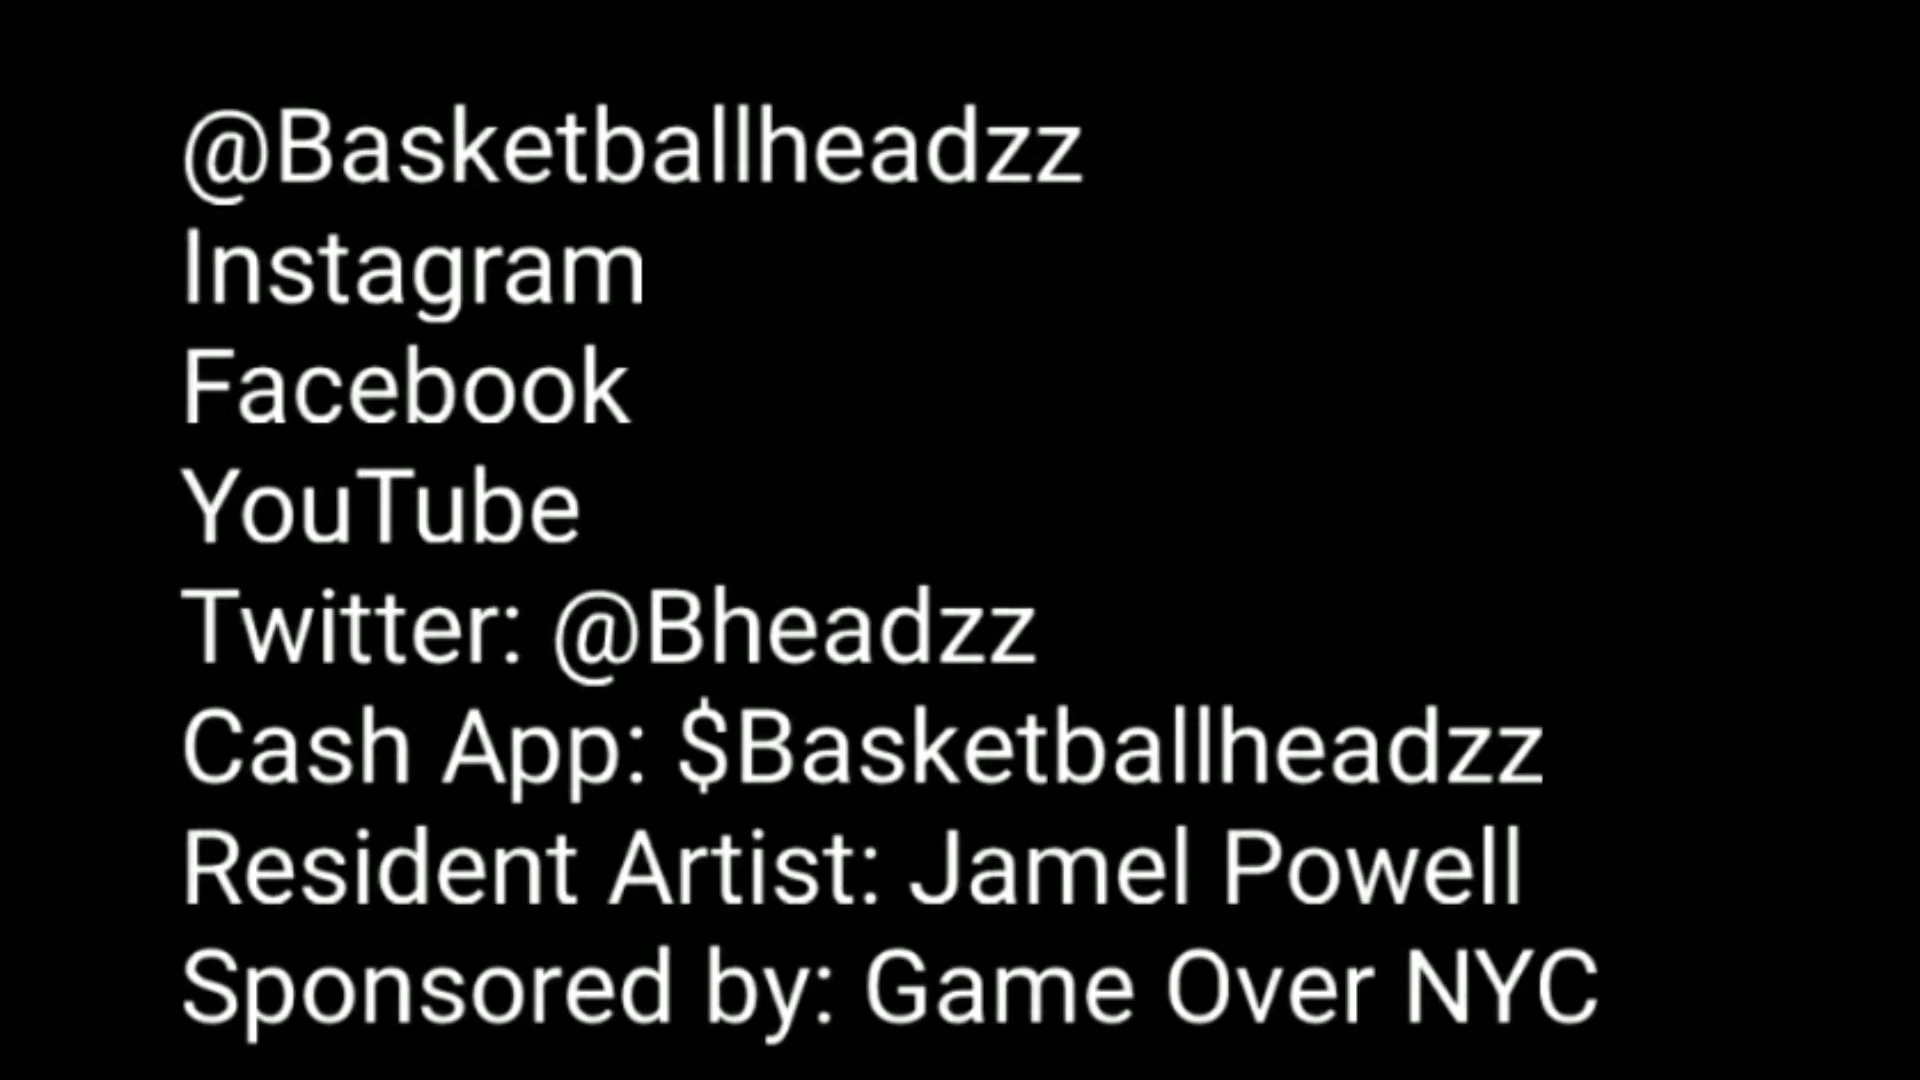 @Basketballheadzz
Instagram
Facebook
YouTube
Twitter: @Bheadzz
Cash App: $Basketballheadzz
Resident Artist: Jamel Powell
Sponsored by: Game Over NYC